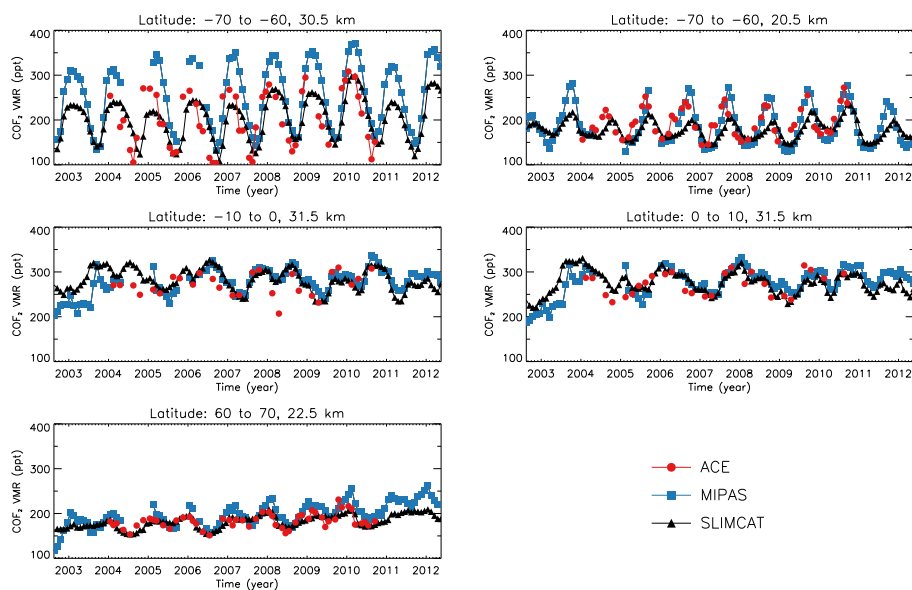 Latitude: −70 to −60, 30.5 km
400
300
200
100
COF₂ VMR (ppt)
2003 2004 2005 2006 2007 2008 2009 2010 2011 2012
Time (year)
Latitude: −70 to −60, 20.5 km
400
300
200
100
COF₂ VMR (ppt)
2003 2004 2005 2006 2007 2008 2009 2010 2011 2012
Time (year)
Latitude: −10 to 0, 31.5 km
400
300
200
100
COF₂ VMR (ppt)
2003 2004 2005 2006 2007 2008 2009 2010 2011 2012
Time (year)
Latitude: 0 to 10, 31.5 km
400
300
200
100
COF₂ VMR (ppt)
2003 2004 2005 2006 2007 2008 2009 2010 2011 2012
Time (year)
Latitude: 60 to 70, 22.5 km
400
300
200
100
COF₂ VMR (ppt)
2003 2004 2005 2006 2007 2008 2009 2010 2011 2012
Time (year)
ACE
MIPAS
SLIMCAT